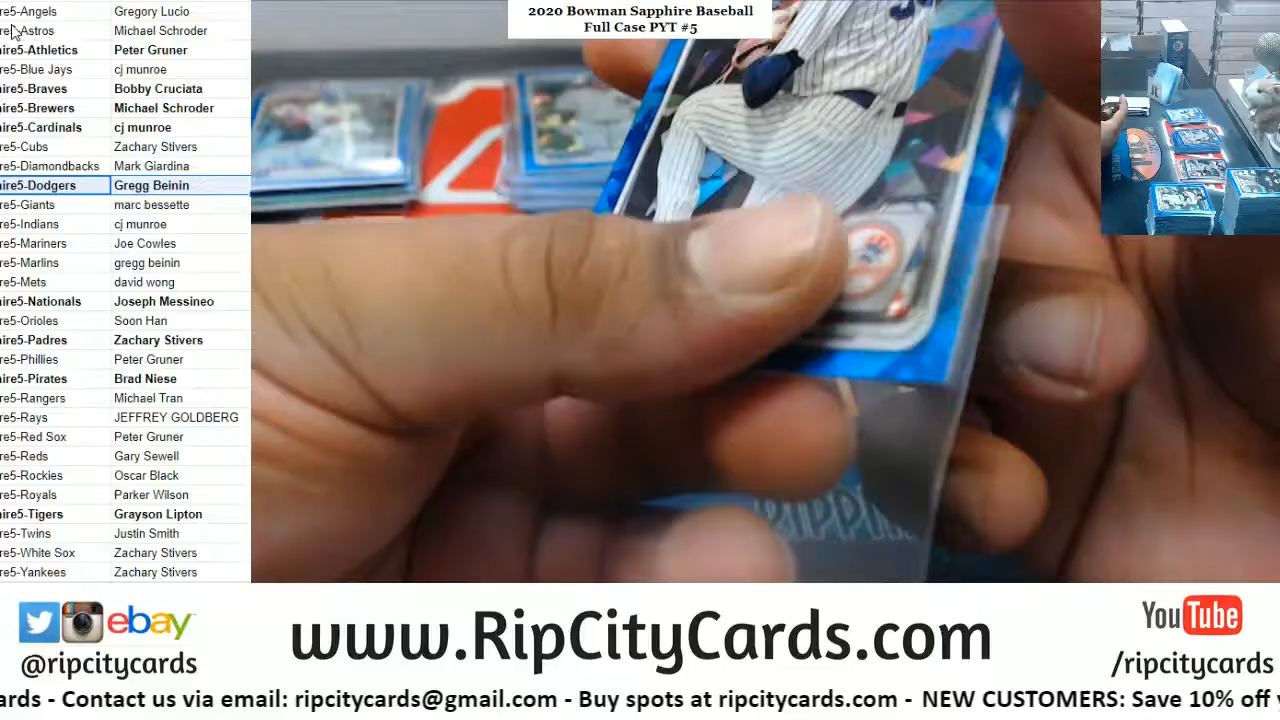 re5-Angels Gregory Lucio
re5-Astros Michael Schroder
ire5-Athletics Peter Gruner
re5-Blue Jays cj munroe
ire5-Braves Bobby Cruciata
ire5-Brewers Michael Schroder
ire5-Cardinals cj munroe
re5-Cubs Zachary Stivers
re5-Diamondbacks Mark Giardina
ire5-Dodgers Gregg Beinin
re5-Giants marc bessette
re5-Indians cj munroe
re5-Mariners Joe Cowles
re5-Marlins gregg beinin
re5-Mets david wong
ire5-Nationals Joseph Messineo
re5-Orioles Soon Han
ire5-Padres Zachary Stivers
re5-Phillies Peter Gruner
ire5-Pirates Brad Niese
re5-Rangers Michael Tran
re5-Rays JEFFREY GOLDBERG
re5-Red Sox Peter Gruner
re5-Reds Gary Sewell
re5-Rockies Oscar Black
re5-Royals Parker Wilson
ire5-Tigers Grayson Lipton
re5-Twins Justin Smith
re5-White Sox Zachary Stivers
re5-Yankees Zachary Stivers
2020 Bowman Sapphire Baseball
Full Case PYT #5
ebay
@ripcitycards
www.RipCityCards.com
YouTube
/ripcitycards
ards - Contact us via email: ripcitycards@gmail.com - Buy spots at ripcitycards.com - NEW CUSTOMERS: Save 10% off